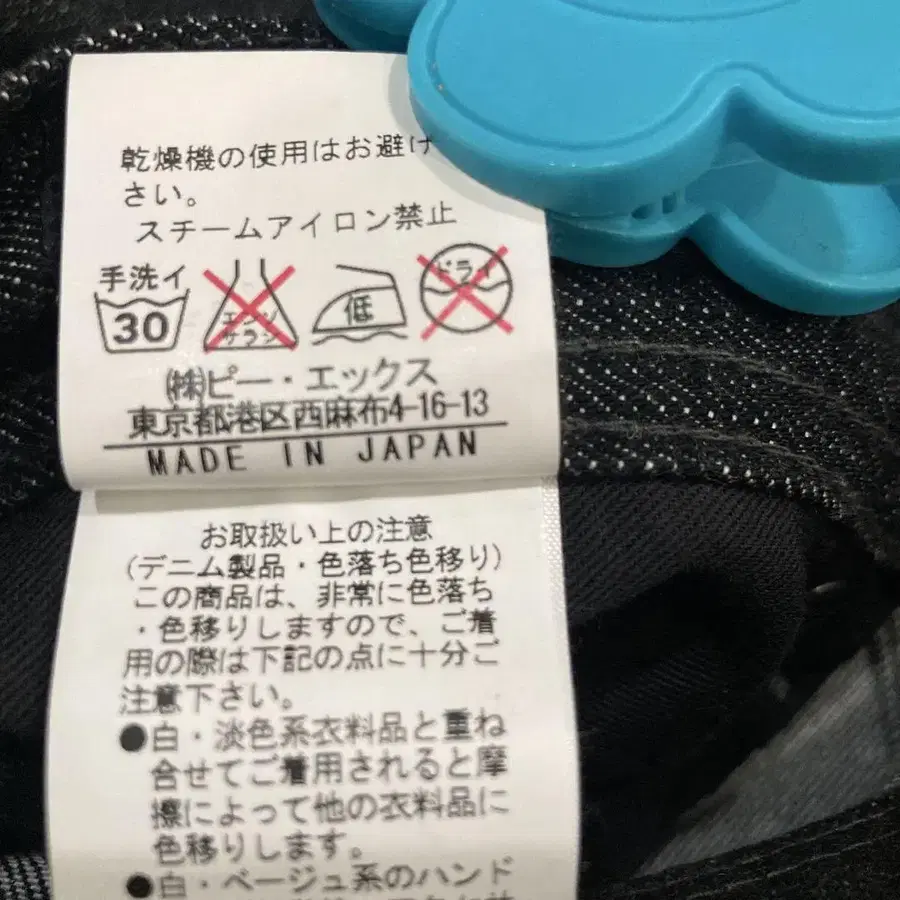 乾燥機の使用はお避け
さい。
スチームアイロン禁止
手洗イ
30
エンソ
サラシ
低
ドライ
㈱ピー・エックス
東京都港区西麻布4-16-13
MADE IN JAPAN
お取扱い上の注意
(デニム製品・色落ち色移り)
この商品は、非常に色落ち
・色移りしますので、ご着
用の際は下記の点に十分ご
注意下さい。
●白・淡色系衣料品と重ね
合せてご着用されると摩
擦によって他の衣料品に
色移りします。
●白・ベージュ系のハンド